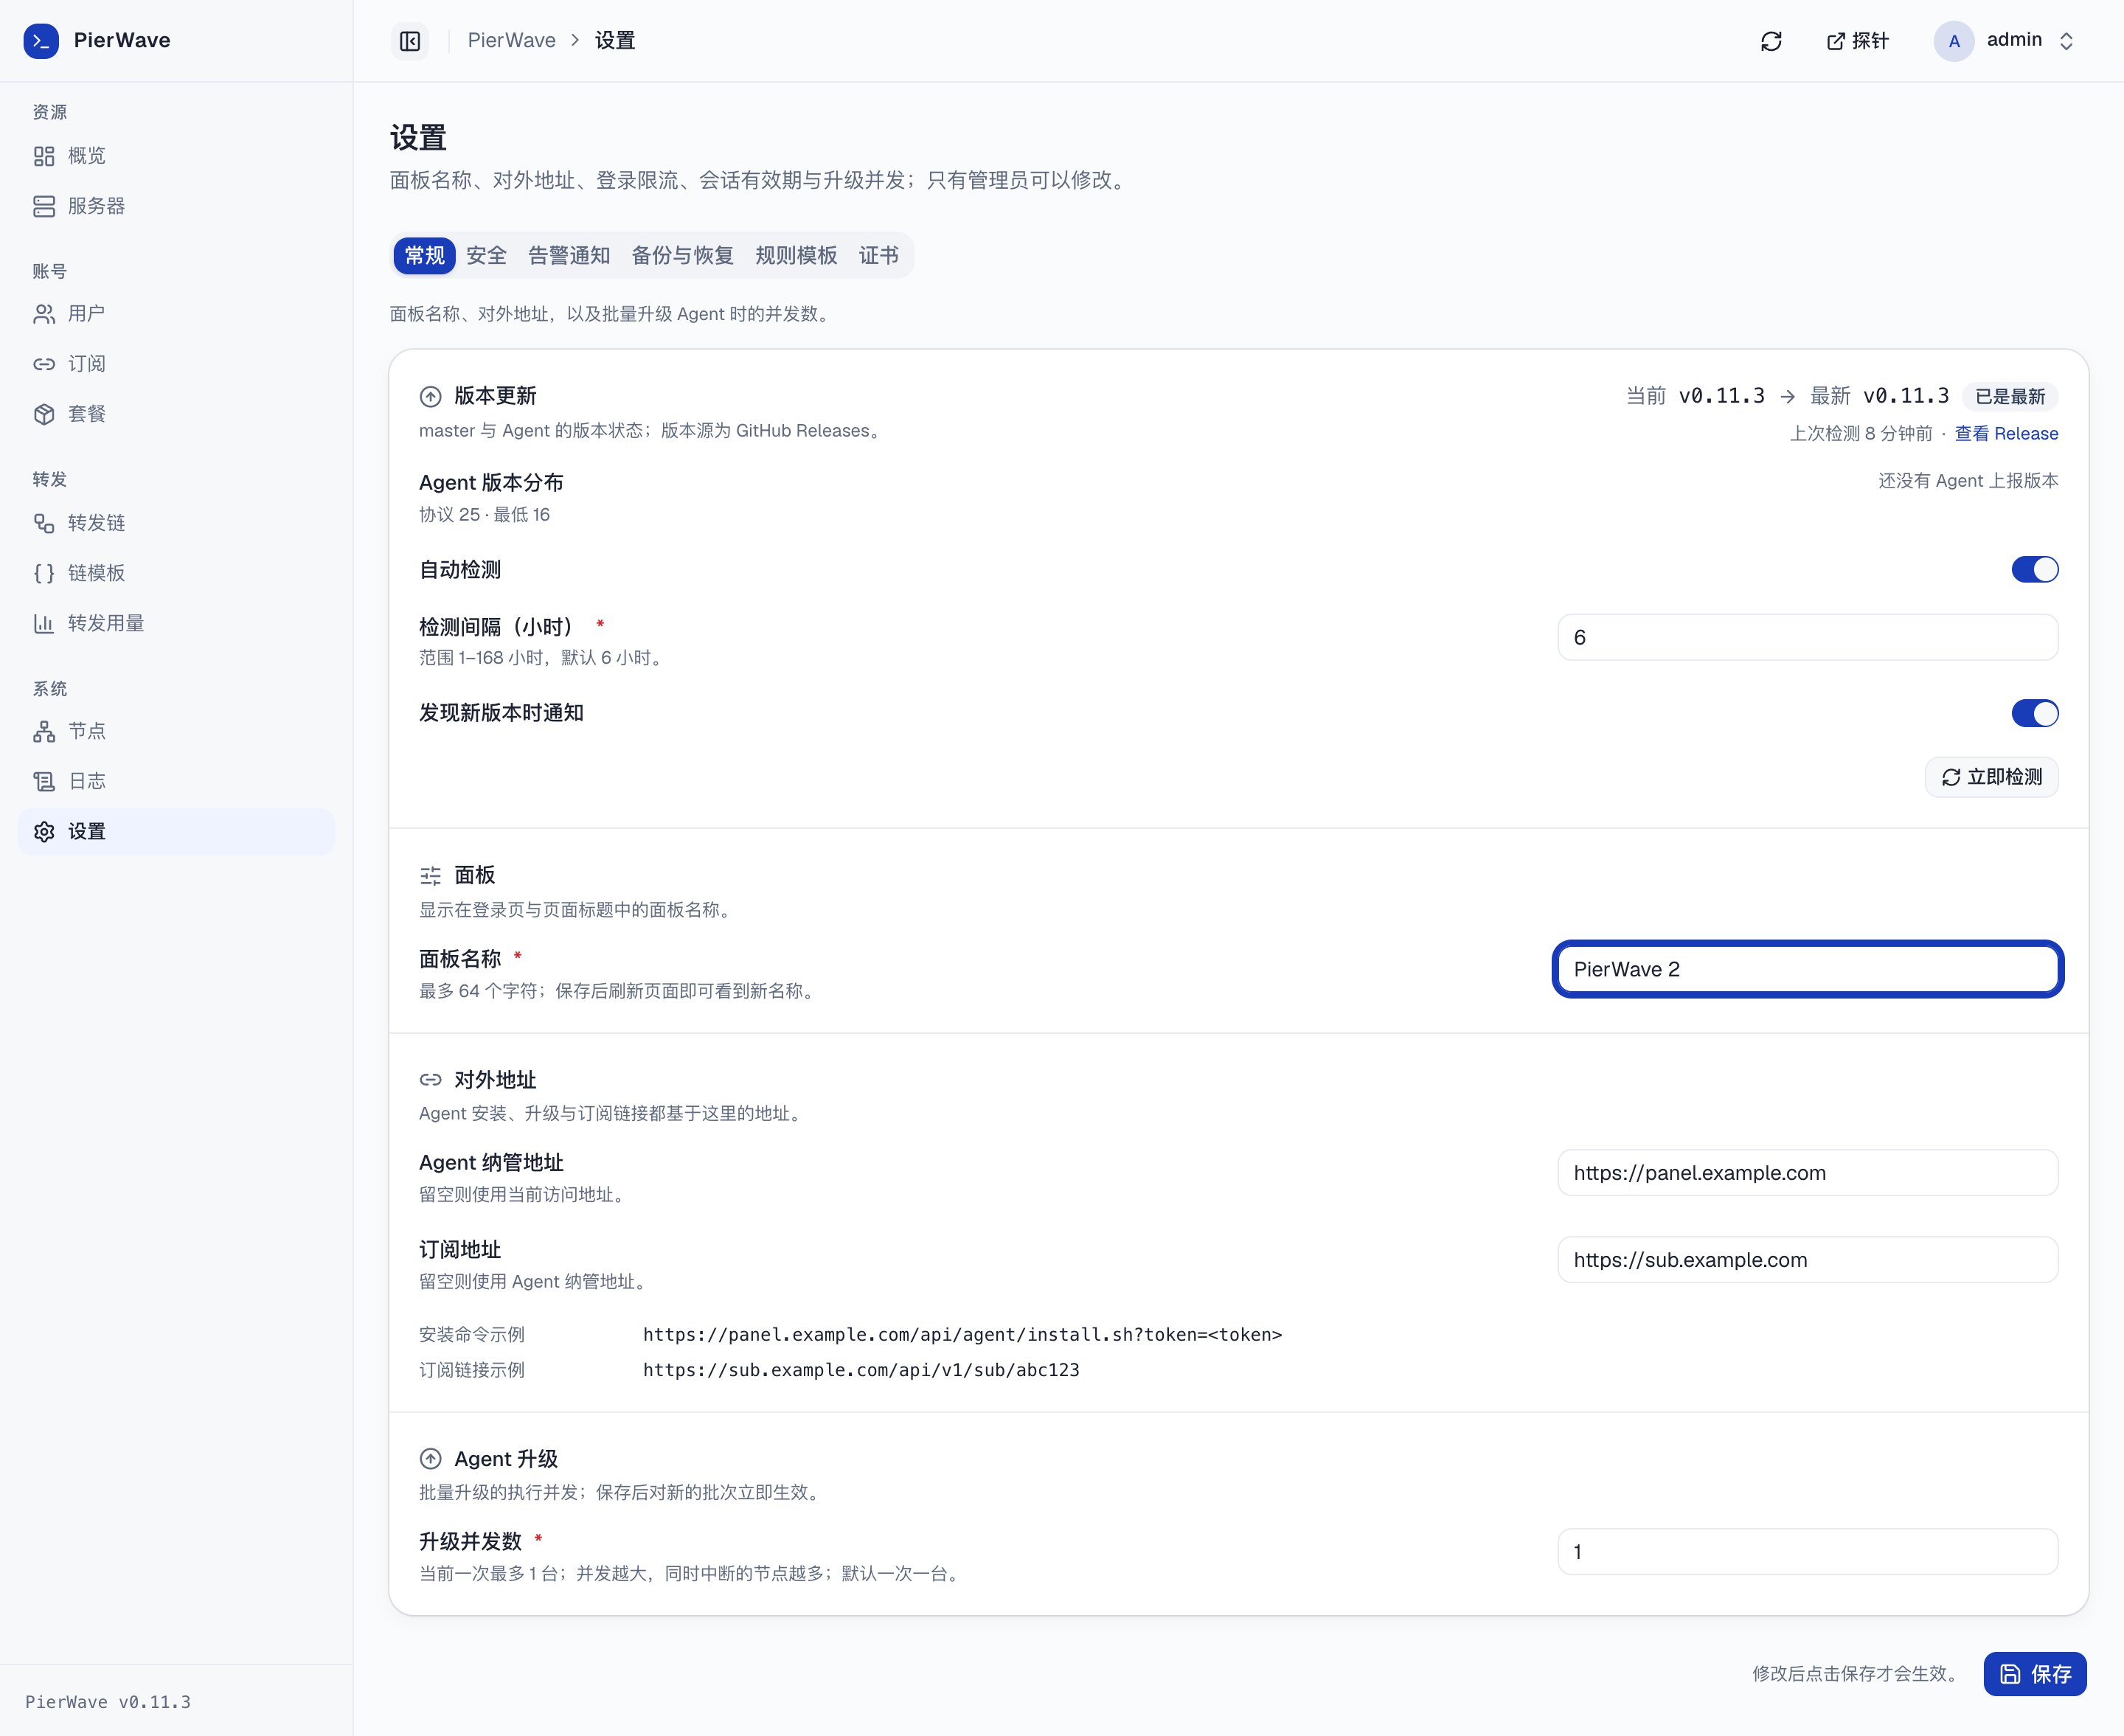 PierWave
资源
概览
服务器
账号
用户
订阅
套餐
转发
转发链
链模板
转发用量
系统
节点
日志
设置
PierWave v0.11.3
PierWave > 设置
探针
A admin
设置
面板名称、对外地址、登录限流、会话有效期与升级并发；只有管理员可以修改。
常规 安全 告警通知 备份与恢复 规则模板 证书
面板名称、对外地址，以及批量升级 Agent 时的并发数。
版本更新
当前 v0.11.3 → 最新 v0.11.3 已是最新
master 与 Agent 的版本状态；版本源为 GitHub Releases。
上次检测 8 分钟前 · 查看 Release
Agent 版本分布
还没有 Agent 上报版本
协议 25 · 最低 16
自动检测
检测间隔（小时） *
6
范围 1–168 小时，默认 6 小时。
发现新版本时通知
立即检测
面板
显示在登录页与页面标题中的面板名称。
面板名称 *
PierWave 2
最多 64 个字符；保存后刷新页面即可看到新名称。
对外地址
Agent 安装、升级与订阅链接都基于这里的地址。
Agent 纳管地址
https://panel.example.com
留空则使用当前访问地址。
订阅地址
https://sub.example.com
留空则使用 Agent 纳管地址。
安装命令示例 https://panel.example.com/api/agent/install.sh?token=<token>
订阅链接示例 https://sub.example.com/api/v1/sub/abc123
Agent 升级
批量升级的执行并发；保存后对新的批次立即生效。
升级并发数 *
1
当前一次最多 1 台；并发越大，同时中断的节点越多；默认一次一台。
修改后点击保存才会生效。
保存